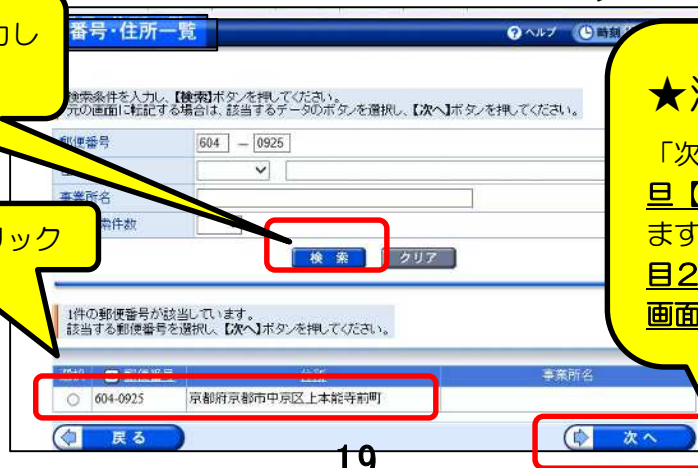 番号・住所一覧
ヘルプ
時刻
力し
検索条件を入力し、【検索】ボタンを押してください。
元の画面に転記する場合は、該当するデータのボタンを選択し、【次へ】ボタンを押してください。
郵便番号
604 － 0925
事業所名
索件数
検 索
クリア
リック
1件の郵便番号が該当しています。
該当する郵便番号を選択し、【次へ】ボタンを押してください。
選択
郵便番号
住所
事業所名
604-0925
京都府京都市中京区上本能寺前町
戻る
次へ
19
★
「次
旦【
ます
目2
画面